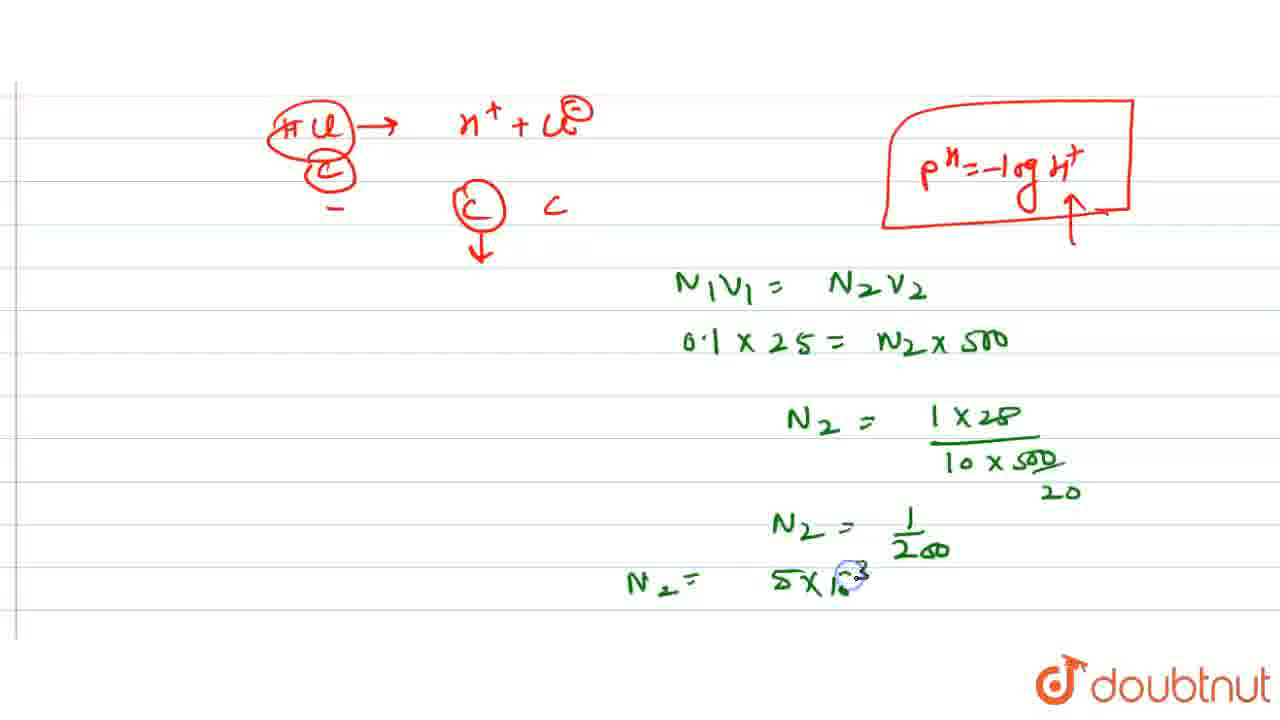 HCl → H⁺ + Cl⁻
C
- C C
pH = -log H⁺
N₁V₁ = N₂V₂
0.1 × 25 = N₂ × 500
N₂ = 1 × 25
10 × 500
20
N₂ = 1
200
N₂ = 5 × 10⁻³
doubtnut